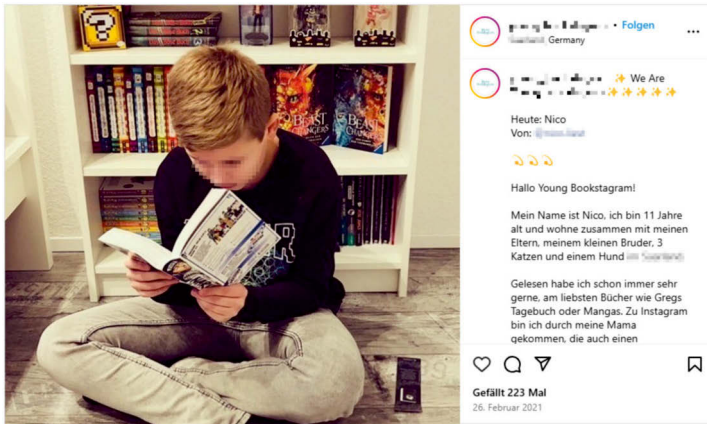 • Folgen
Germany
✨ We Are
✨✨✨✨✨
Heute: Nico
Von:
💫💫💫
Hallo Young Bookstagram!
Mein Name ist Nico, ich bin 11 Jahre
alt und wohne zusammen mit meinen
Eltern, meinem kleinen Bruder, 3
Katzen und einem Hund
Gelesen habe ich schon immer sehr
gerne, am liebsten Bücher wie Gregs
Tagebuch oder Mangas. Zu Instagram
bin ich durch meine Mama
gekommen, die auch einen
Gefällt 223 Mal
26. Februar 2021
BEAST
CHANGERS
BEAST
CHANGERS